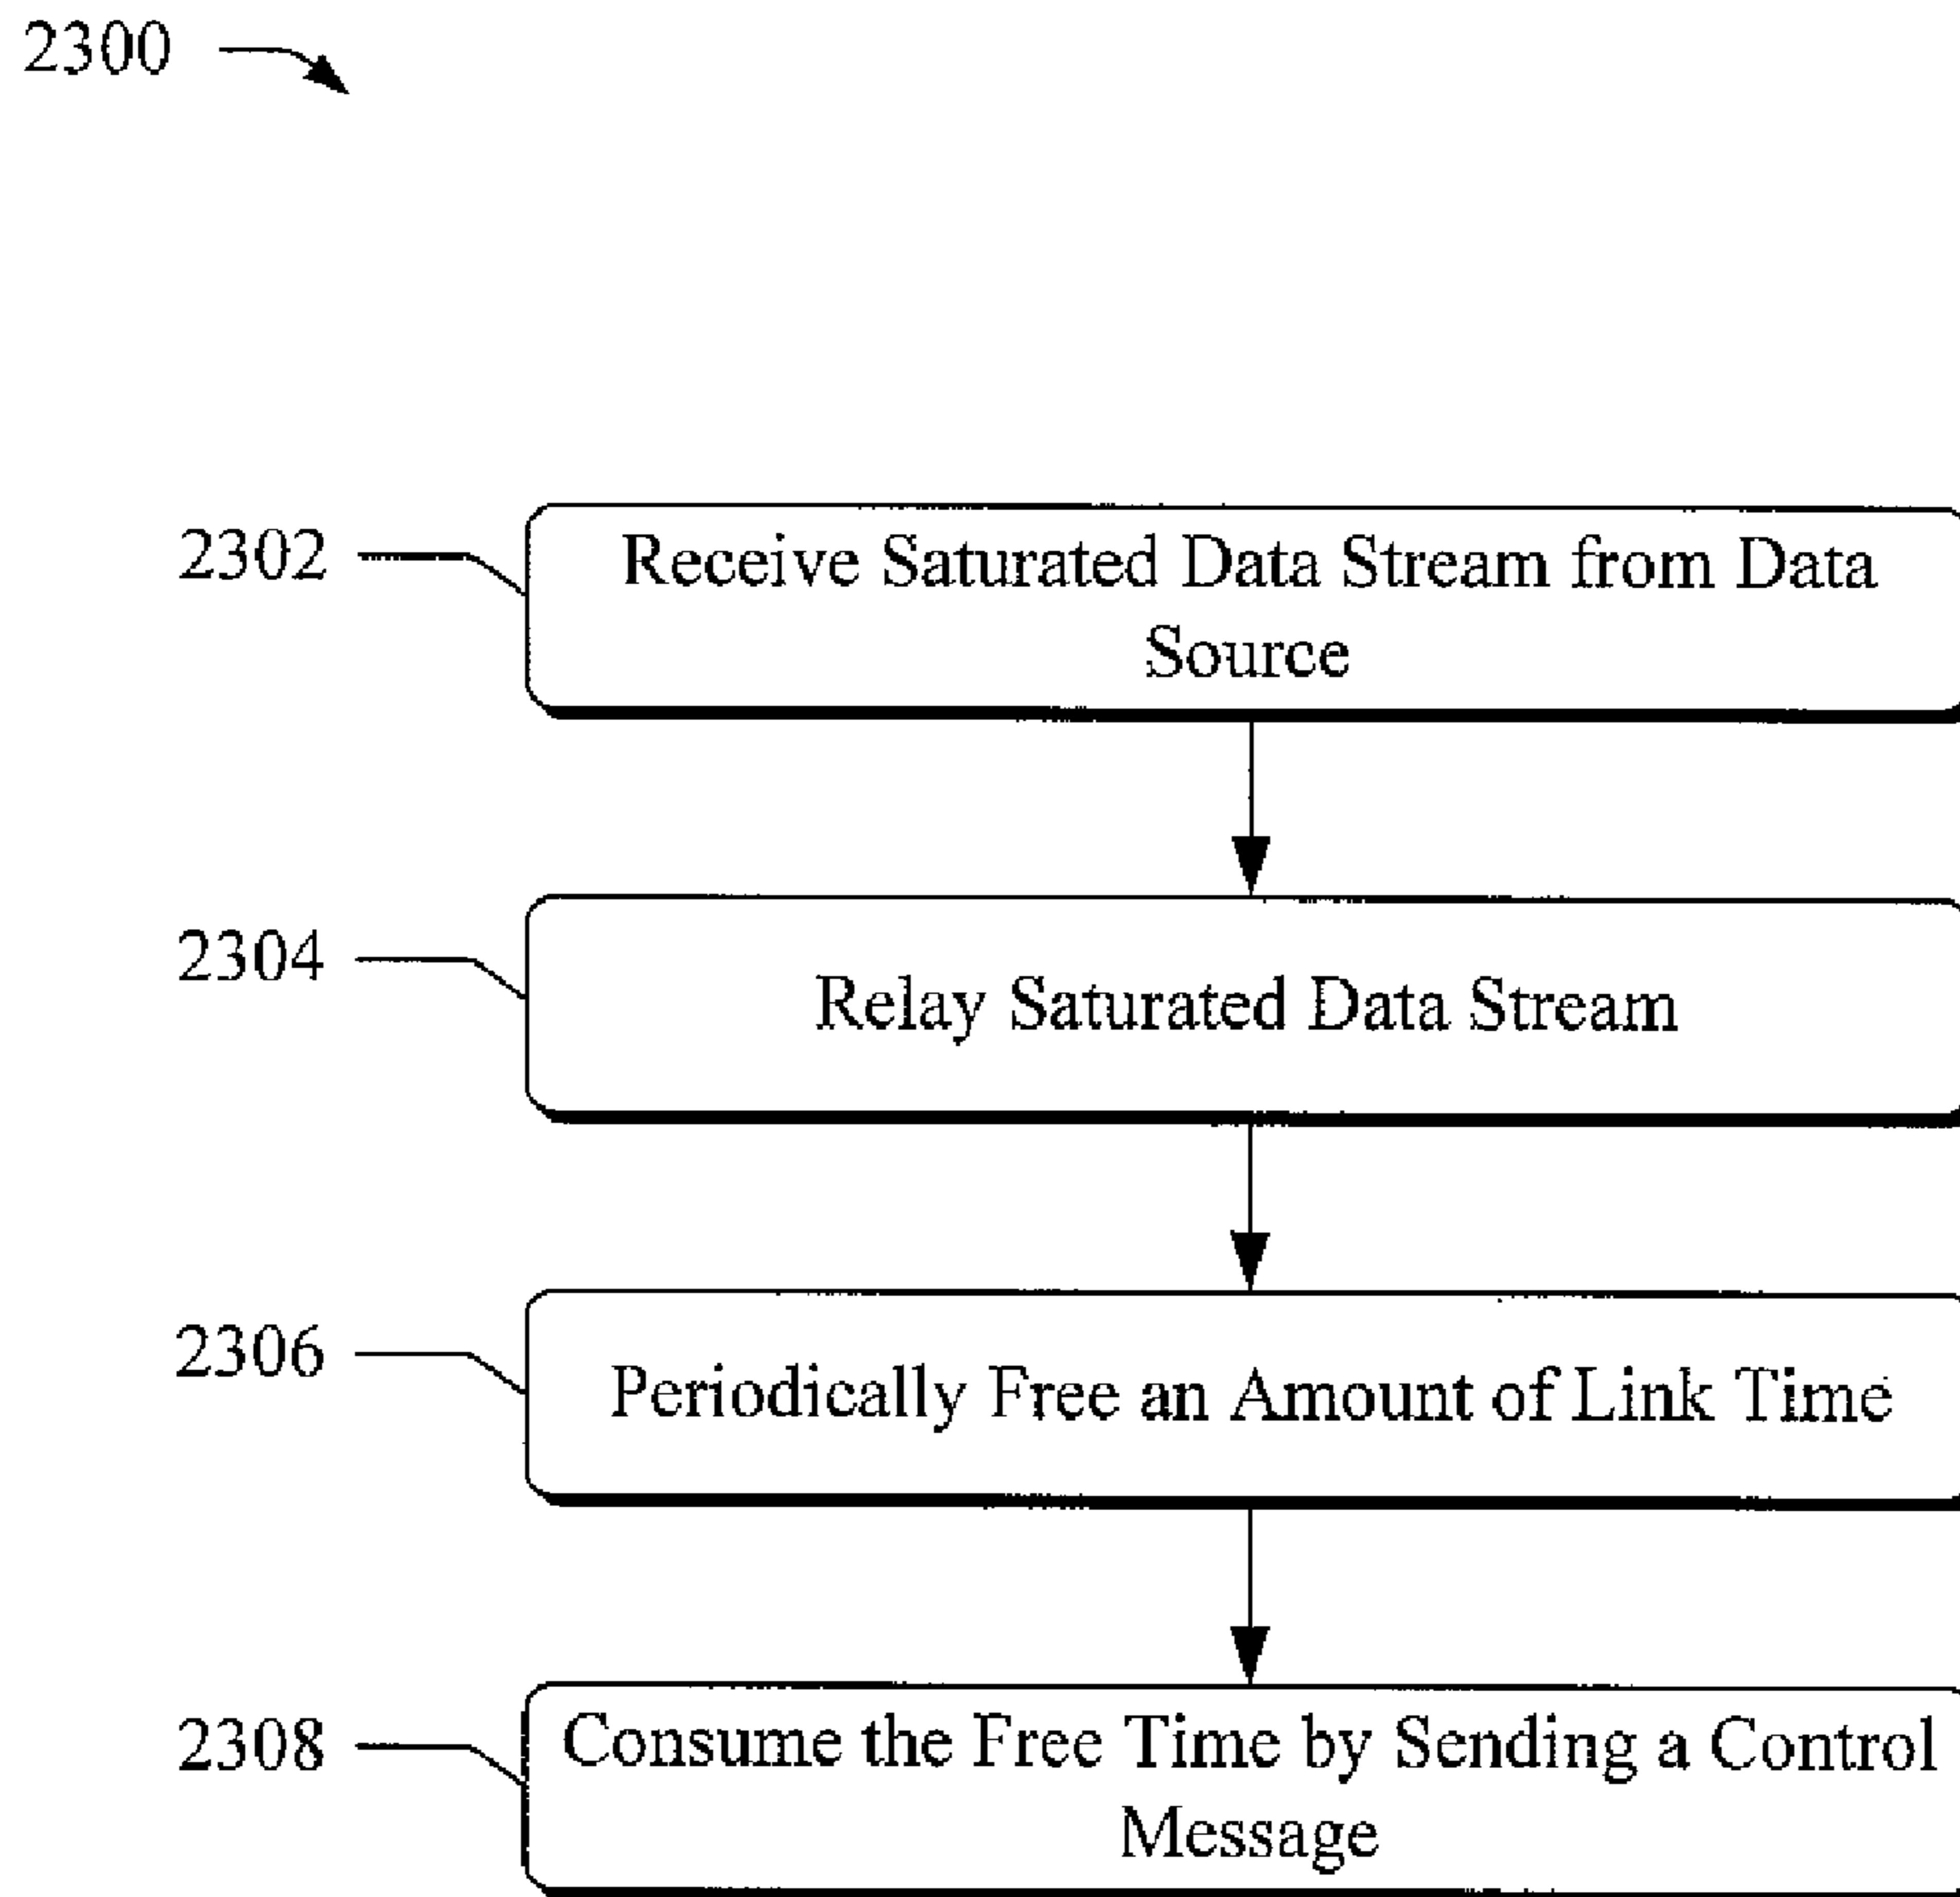 2300
2302
Receive Saturated Data Stream from Data
Source
2304
Relay Saturated Data Stream
2306
Periodically Free an Amount of Link Time
2308
Consume the Free Time by Sending a Control
Message